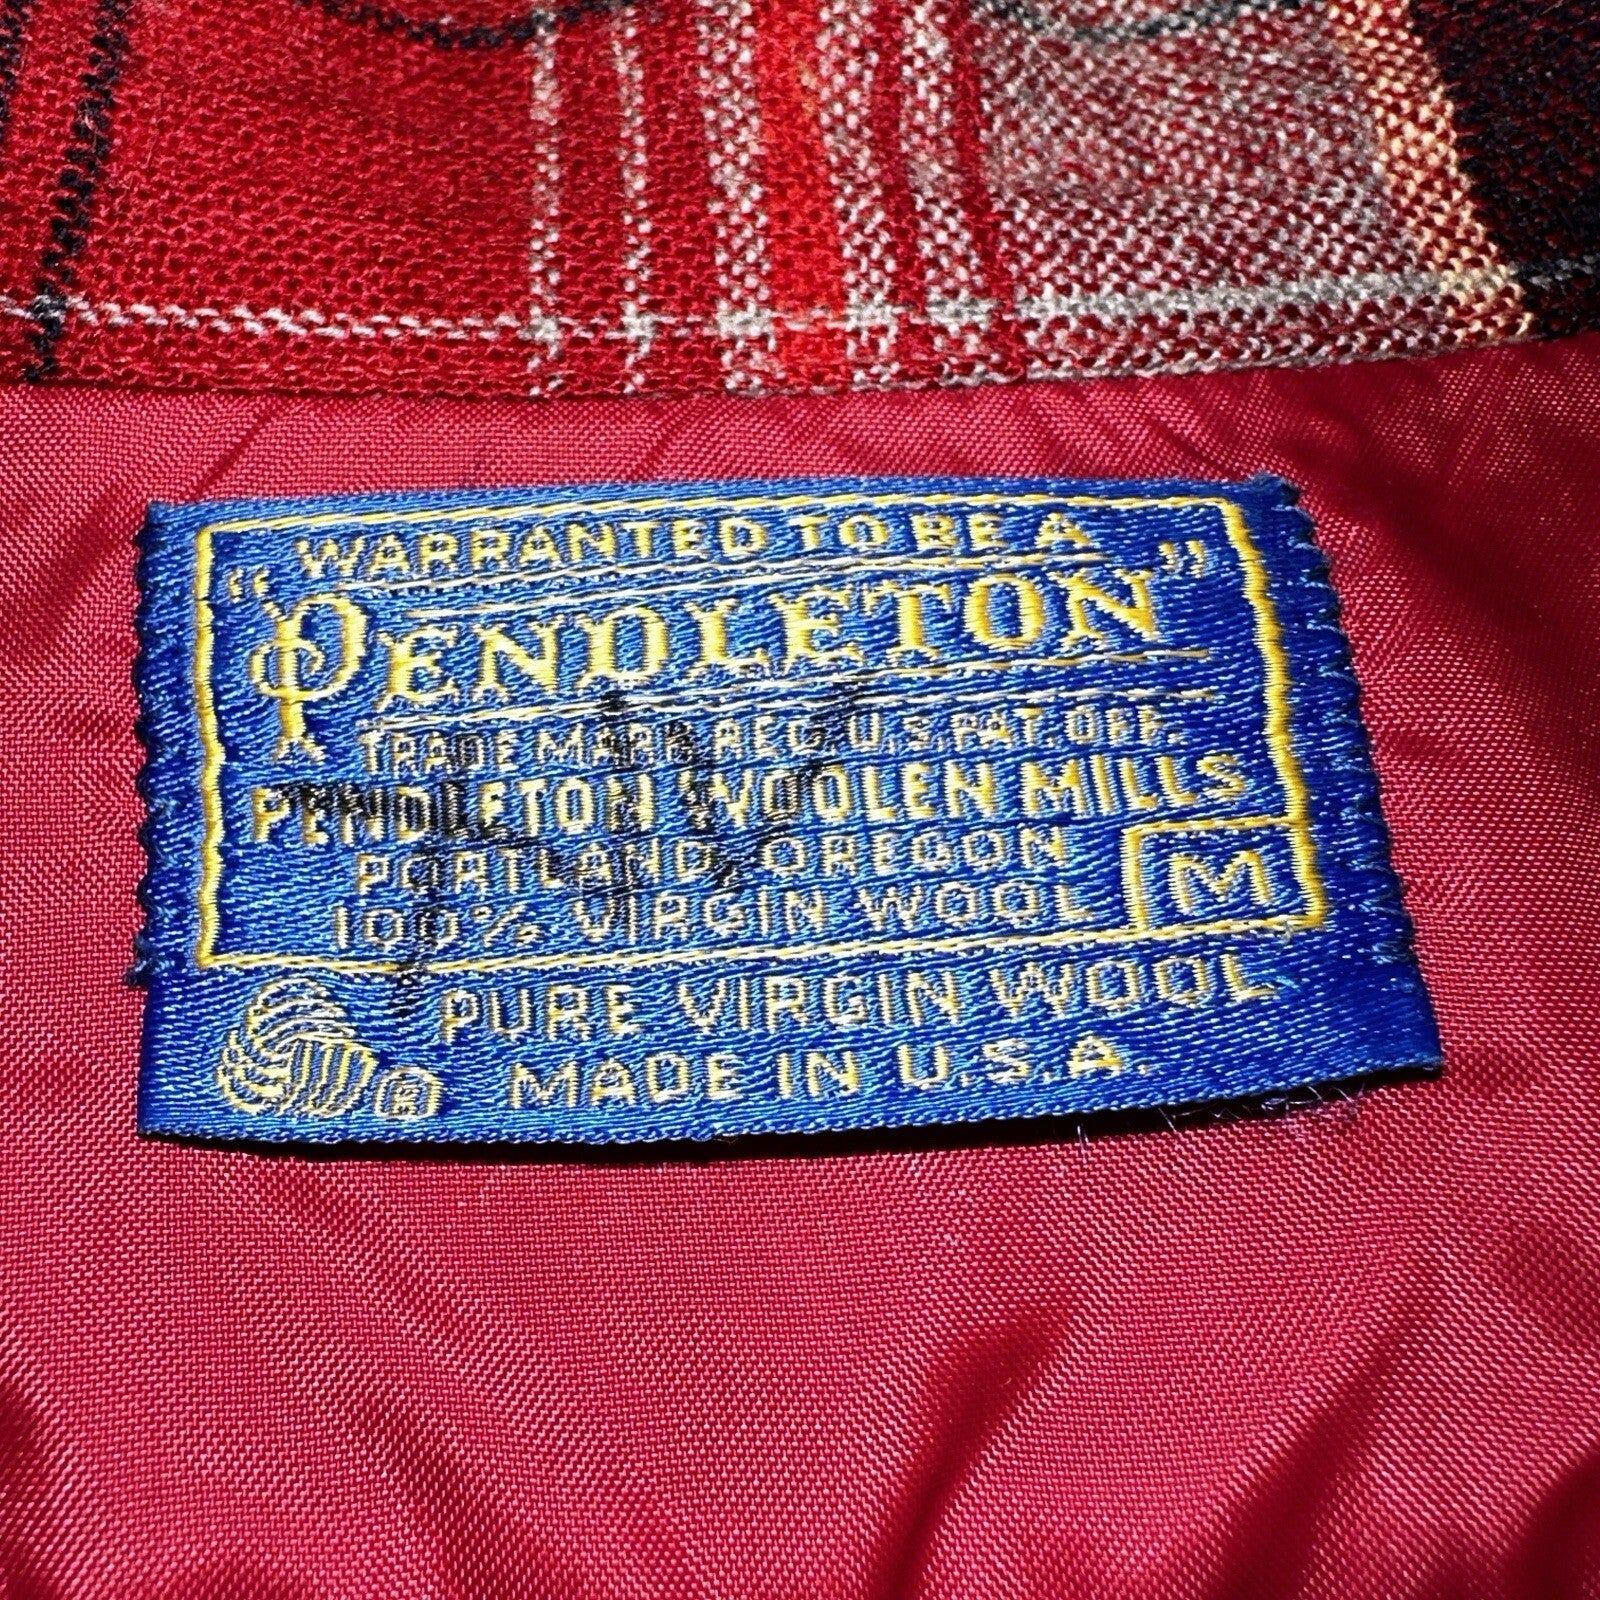 WARRANTED TO BE A
"PENDLETON"
TRADE MARK REG. U.S. PAT. OFF.
PENDLETON WOOLEN MILLS
PORTLAND, OREGON
100% VIRGIN WOOL
M
PURE VIRGIN WOOL
MADE IN U.S.A.
®